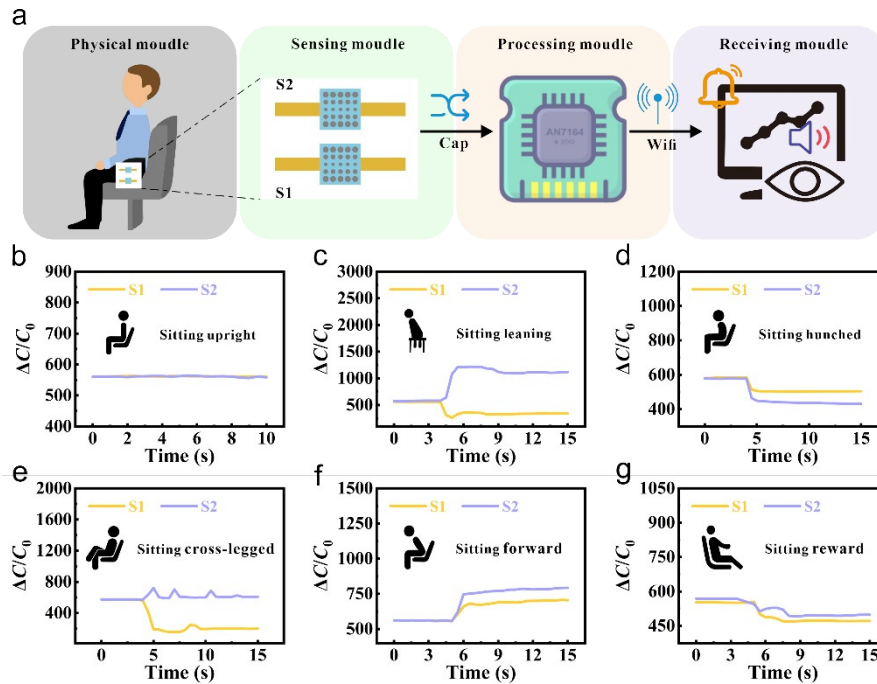 a
Physical moudle
Sensing moudle
Processing moudle
Receiving moudle
S2
S1
Cap
AN7164
Wifi
b
ΔC/C0
900
800
700
600
500
400
S1
S2
Sitting upright
0 2 4 6 8 10
Time (s)
c
ΔC/C0
3000
2500
2000
1500
1000
500
S1
S2
Sitting leaning
0 3 6 9 12 15
Time (s)
d
ΔC/C0
1200
1000
800
600
400
S1
S2
Sitting hunched
0 5 10 15
Time (s)
e
ΔC/C0
2000
1600
1200
800
400
S1
S2
Sitting cross-legged
0 5 10 15
Time (s)
f
ΔC/C0
1500
1250
1000
750
500
S1
S2
Sitting forward
0 3 6 9 12 15
Time (s)
g
ΔC/C0
1050
900
750
600
450
S1
S2
Sitting reward
0 3 6 9 12 15
Time (s)